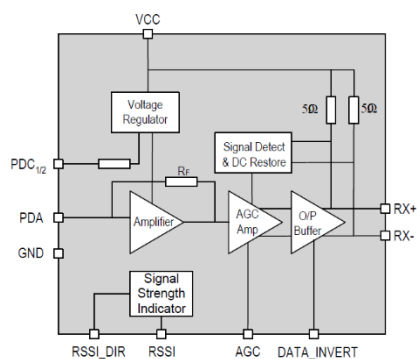 VCC
Voltage
Regulator
5Ω
5Ω
Signal Detect
& DC Restore
PDC1/2
RF
PDA
Amplifier
AGC
Amp
O/P
Buffer
RX+
RX-
GND
Signal
Strength
Indicator
RSSI_DIR
RSSI
AGC
DATA_INVERT